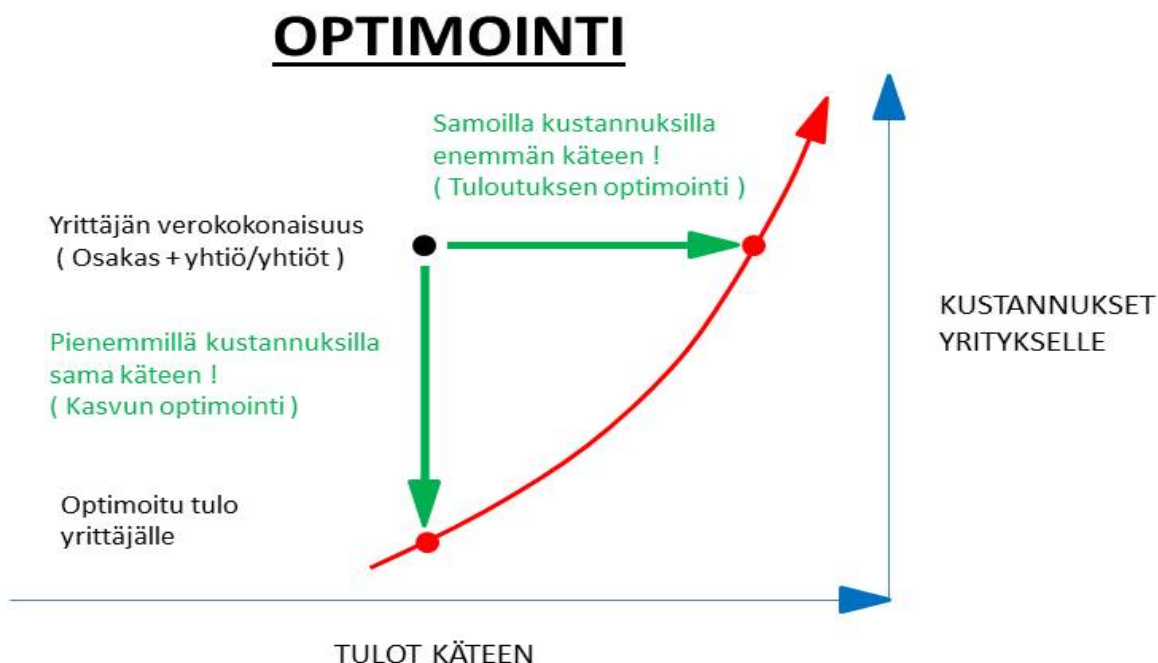 OPTIMOINTI
Samoilla kustannuksilla
enemmän käteen !
( Tuloutuksen optimointi )
Yrittäjän verokokonaisuus
( Osakas + yhtiö/yhtiöt )
KUSTANNUKSET
YRITYKSELLE
Pienemmillä kustannuksilla
sama käteen !
( Kasvun optimointi )
Optimoitu tulo
yrittäjälle
TULOT KÄTEEN